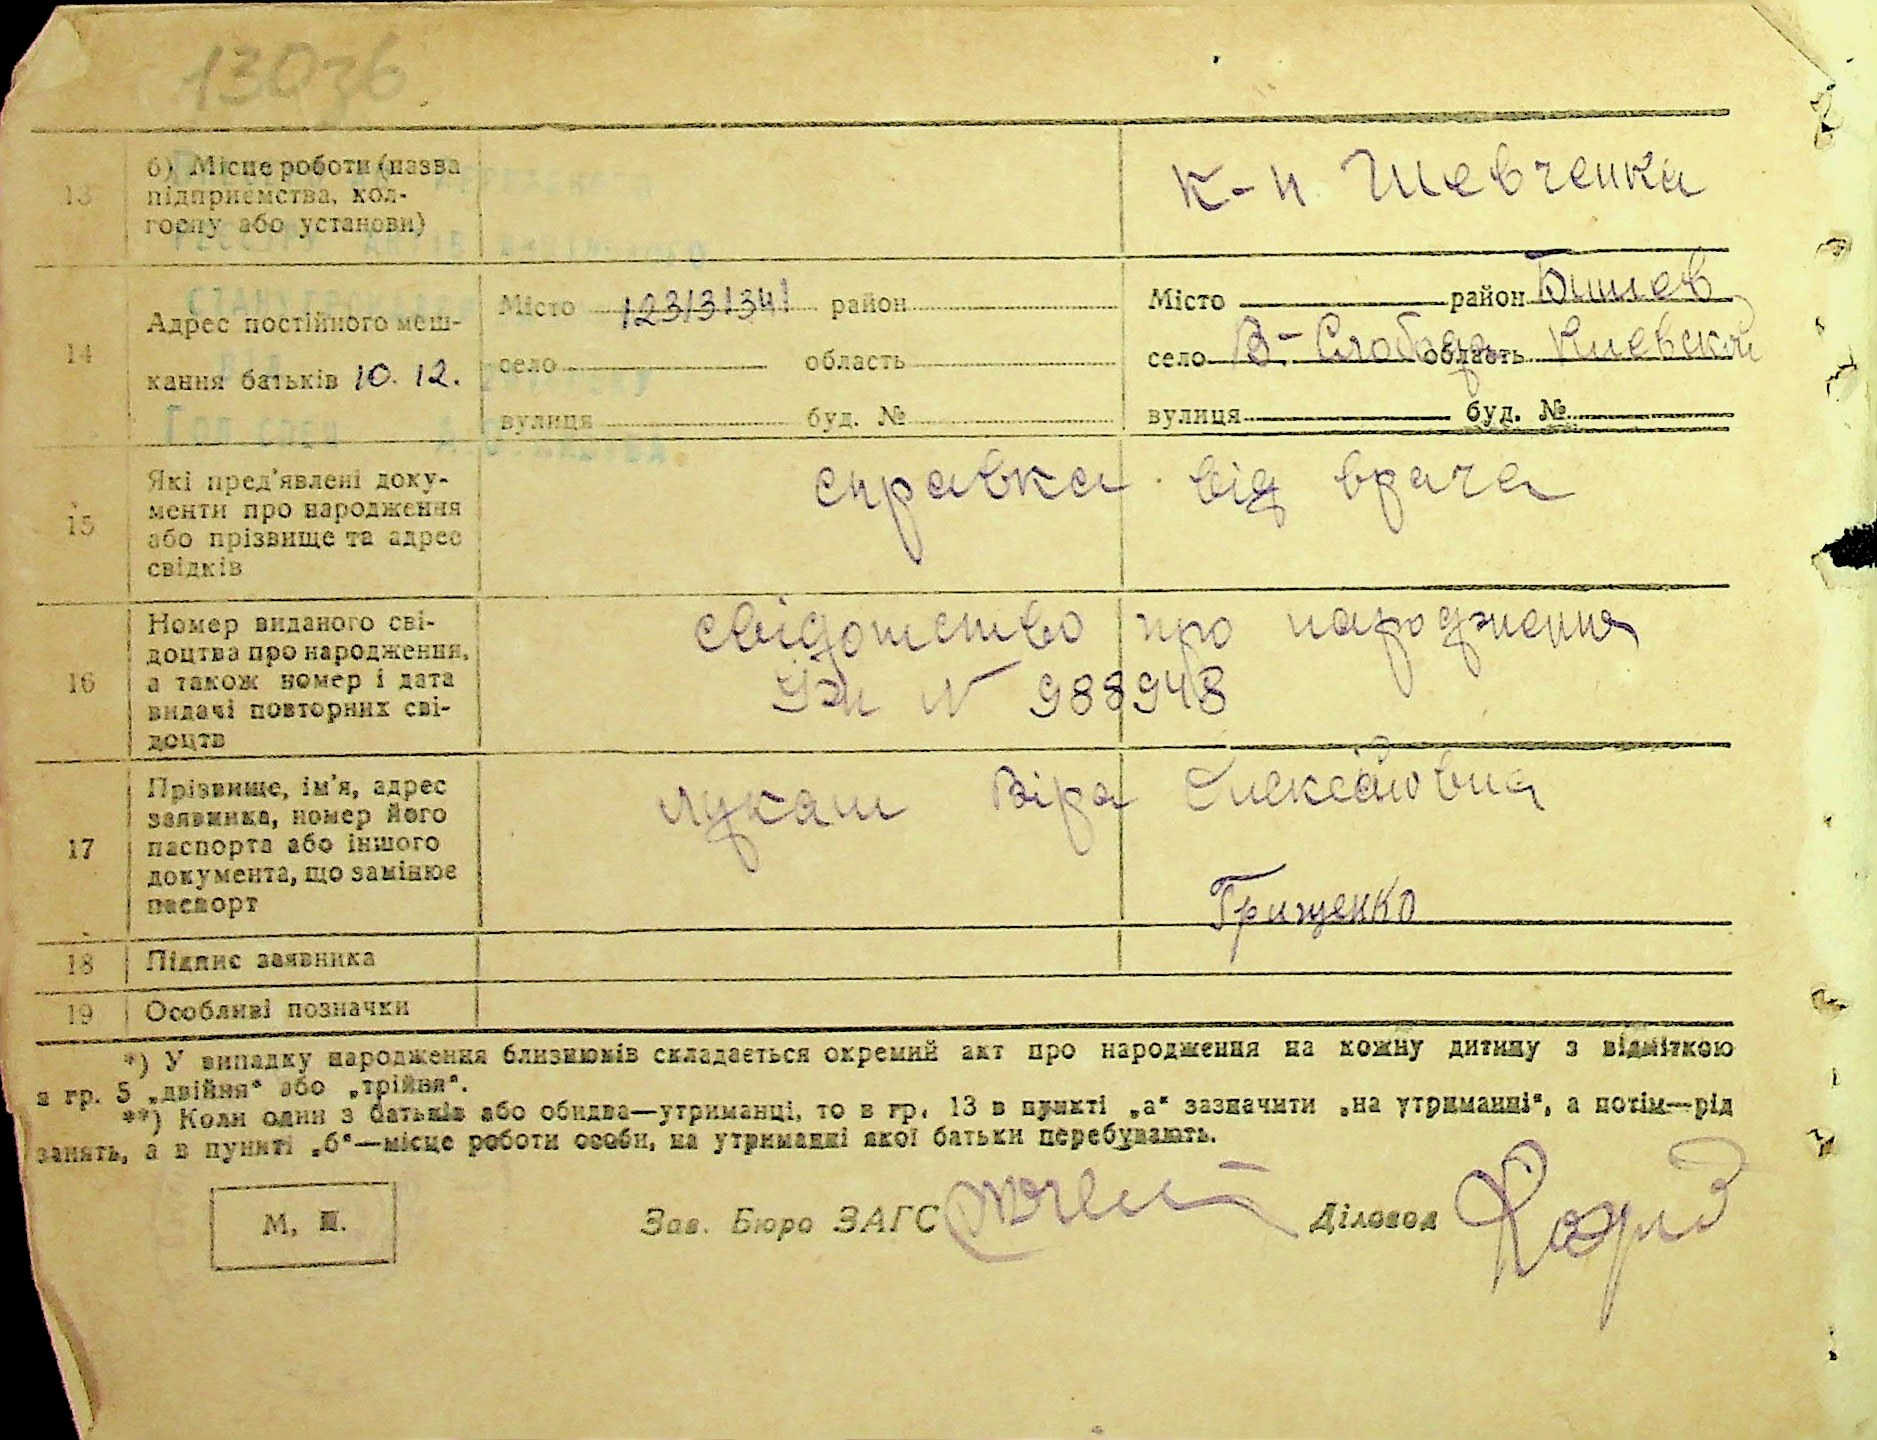 130зб
13 б) Місце роботи (назва
підприємства, кол-
госпу або установи)
к-п Шевченка
14 Адрес постійного меш-
кання батьків 10. 12.
Місто район
село область
вулиця буд. №
Місто район Бишев
село В-Слобода область Киевской
вулиця буд. №
15 Які пред'явлені доку-
менти про народження
або прізвище та адрес
свідків
справка від врача
16 Номер виданого сві-
доцтва про народження,
а також номер і дата
видачі повторних сві-
доцтв
свідотство про народження
N 988948
17 Прізвище, ім'я, адрес
заявника, номер його
паспорта або іншого
документа, що замінює
паспорт
Лукаш Віра Олексіївна
Грищенко
18 Підпис заявника
19 Особливі позначки
*) У випадку народження близнюків складається окремий акт про народження на кожну дитину з відміткою
в гр. 5 „двійня“ або „трійня“.
**) Коли один з батьків або обидва—утриманці, то в гр. 13 в пункті „а“ зазначити „на утриманні“, а потім—рід
занять, а в пункті „б“—місце роботи особи, на утриманні якої батьки перебувають.
М. П.
Зав. Бюро ЗАГС
Діловод